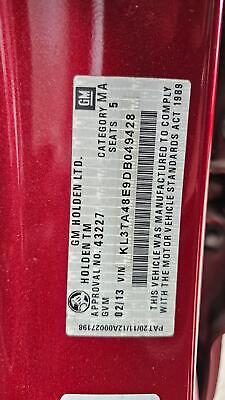 GM HOLDEN LTD. CATEGORY MA GM
HOLDEN TM SEATS 5
APPROVAL NO. 43227
GVM
02/13 VIN KL3TA48E9DB049428
THIS VEHICLE WAS MANUFACTURED TO COMPLY
WITH THE MOTOR VEHICLE STANDARDS ACT 1989
PAT20/11/12A00027198